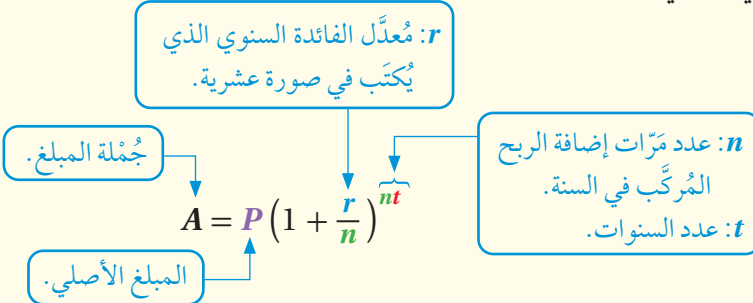 r: مُعدَّل الفائدة السنوي الذي
يُكتَب في صورة عشرية.
n: عدد مَرّات إضافة الربح
المُركَّب في السنة.
t: عدد السنوات.
جُمْلة المبلغ.
A = P(1 + r/n)^{nt}
المبلغ الأصلي.